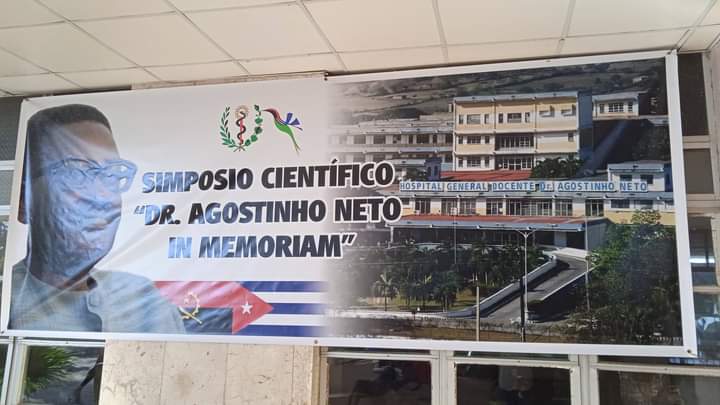 SIMPOSIO CIENTÍFICO
"DR. AGOSTINHO NETO
IN MEMORIAM"
HOSPITAL GENERAL DOCENTE Dr. AGOSTINHO NETO